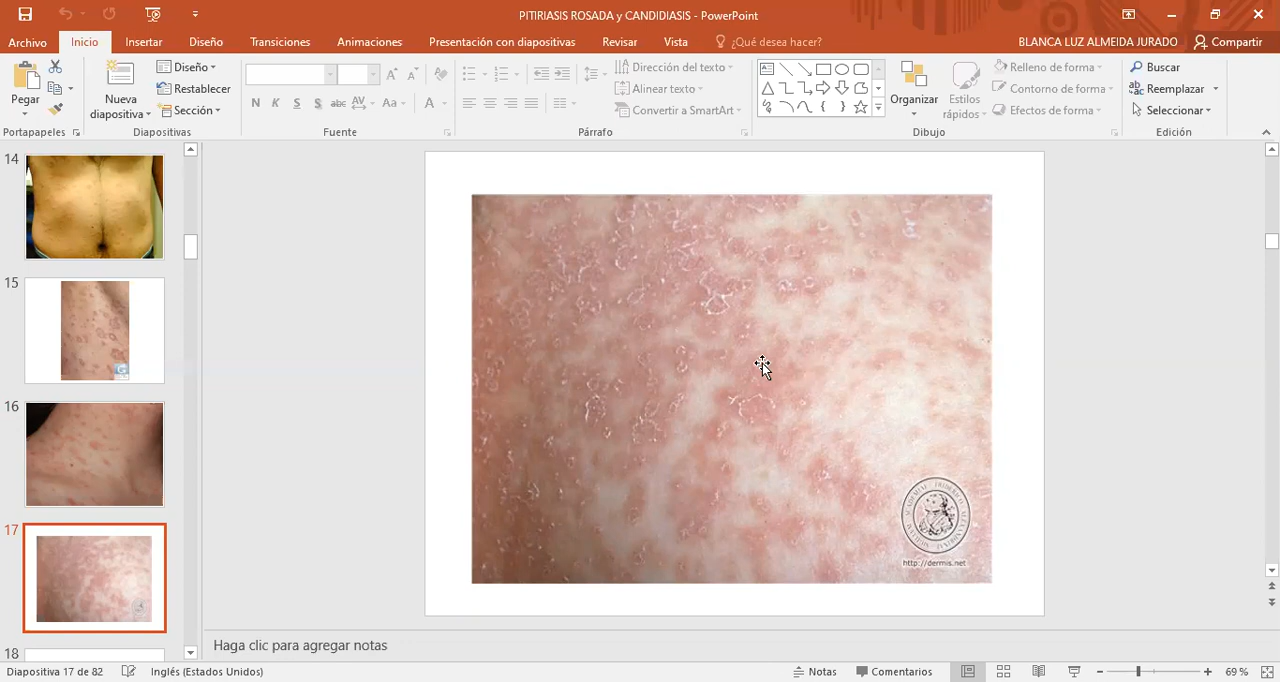 PITIRIASIS ROSADA y CANDIDIASIS - PowerPoint
Archivo Inicio Insertar Diseño Transiciones Animaciones Presentación con diapositivas Revisar Vista ¿Qué desea hacer? BLANCA LUZ ALMEIDA JURADO Compartir
Pegar
Portapapeles
Nueva
diapositiva
Diseño
Restablecer
Sección
Diapositivas
N K S S abc AV Aa A
Fuente
Dirección del texto
Alinear texto
Convertir a SmartArt
Párrafo
Organizar
Estilos
rápidos
Relleno de forma
Contorno de forma
Efectos de forma
Dibujo
Buscar
Reemplazar
Seleccionar
Edición
14
15
16
17
18
http://dermis.net
Haga clic para agregar notas
Diapositiva 17 de 82 Inglés (Estados Unidos) Notas Comentarios 69 %